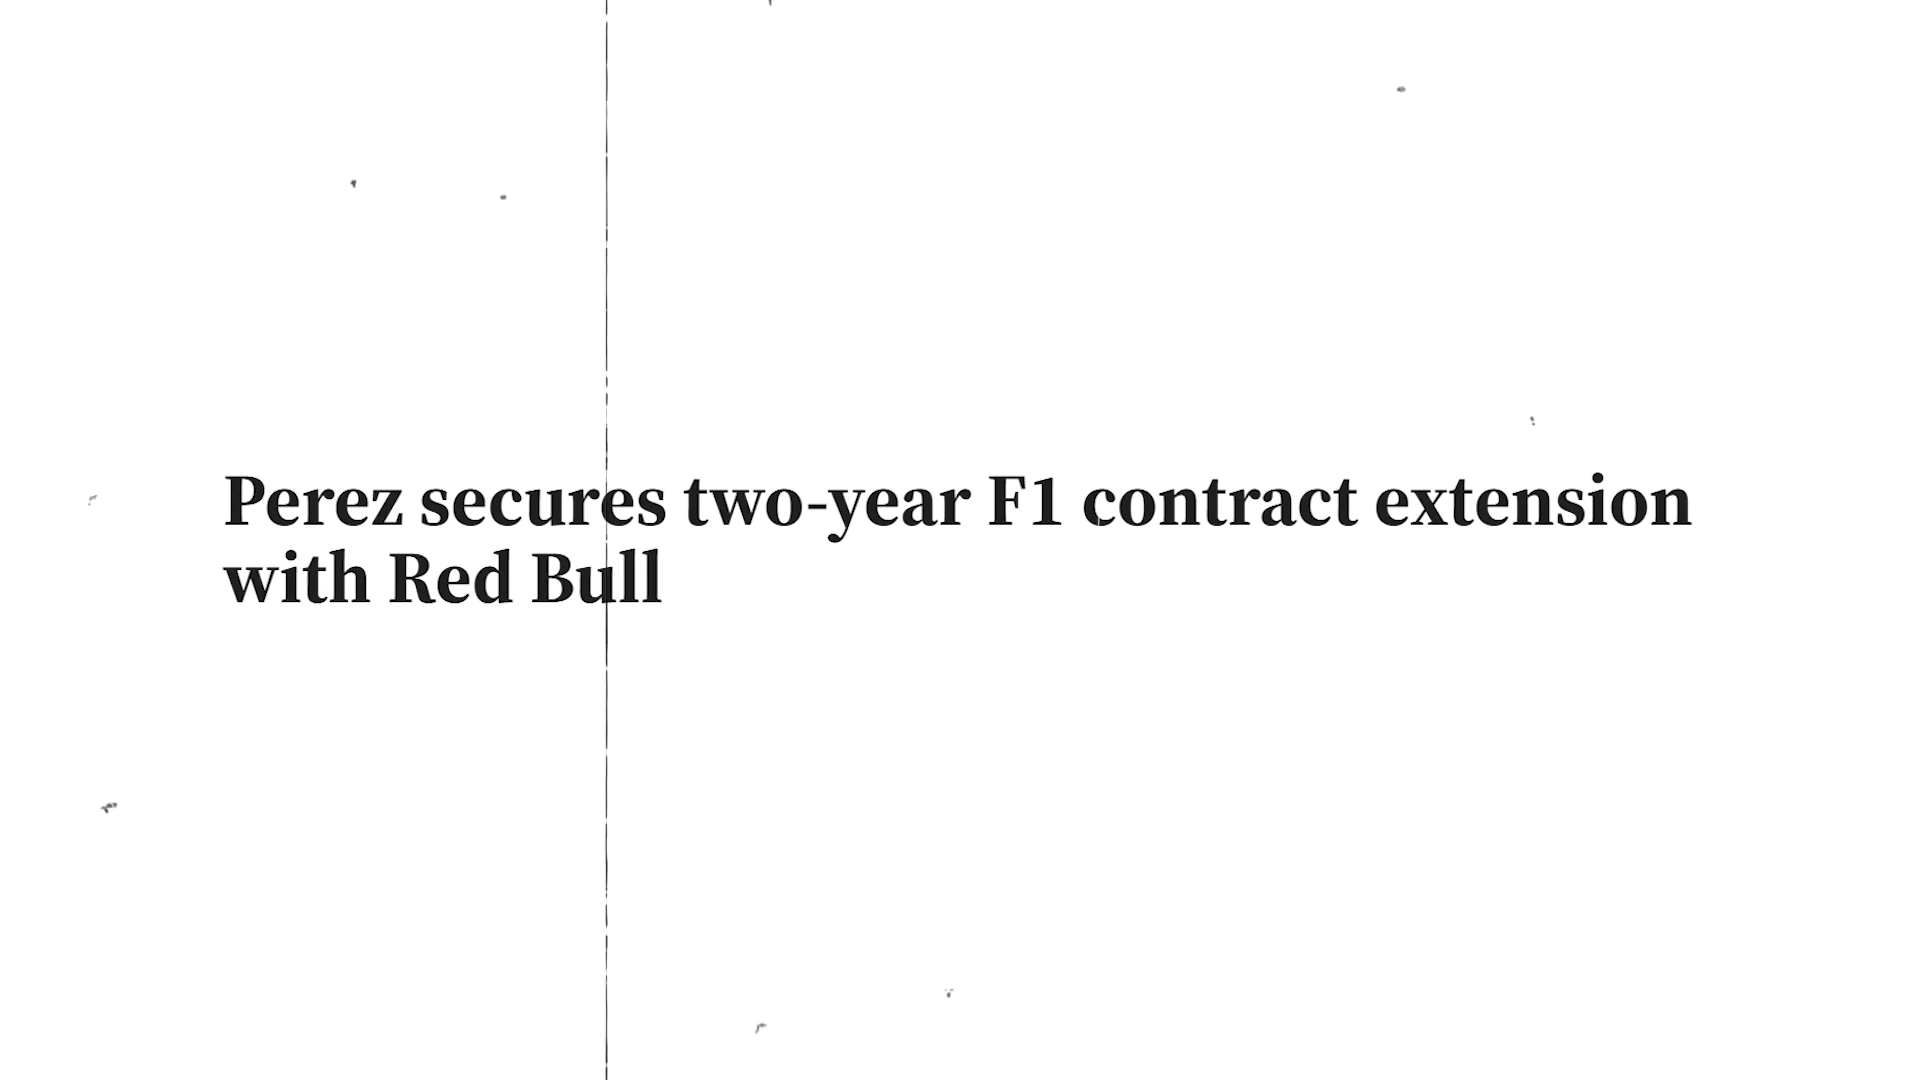 Perez secures two-year F1 contract extension
with Red Bull